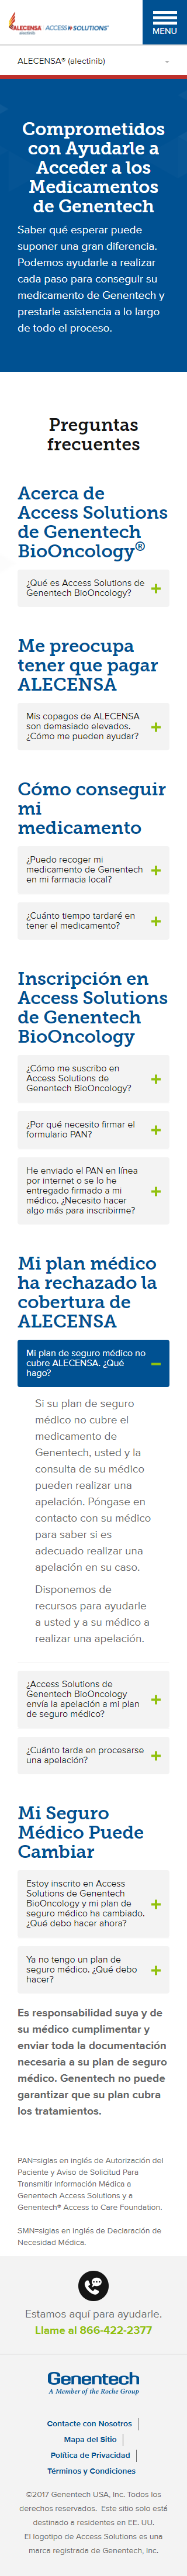 ALECENSA
alectinib
ACCESS SOLUTIONS
MENU
ALECENSA® (alectinib)
Comprometidos
con Ayudarle a
Acceder a los
Medicamentos
de Genentech
Saber qué esperar puede
suponer una gran diferencia.
Podemos ayudarle a realizar
cada paso para conseguir su
medicamento de Genentech y
prestarle asistencia a lo largo
de todo el proceso.
Preguntas
frecuentes
Acerca de
Access Solutions
de Genentech
BioOncology®
¿Qué es Access Solutions de
Genentech BioOncology?
Me preocupa
tener que pagar
ALECENSA
Mis copagos de ALECENSA
son demasiado elevados.
¿Cómo me pueden ayudar?
Cómo conseguir
mi
medicamento
¿Puedo recoger mi
medicamento de Genentech
en mi farmacia local?
¿Cuánto tiempo tardaré en
tener el medicamento?
Inscripción en
Access Solutions
de Genentech
BioOncology
¿Cómo me suscribo en
Access Solutions de
Genentech BioOncology?
¿Por qué necesito firmar el
formulario PAN?
He enviado el PAN en línea
por internet o se lo he
entregado firmado a mi
médico. ¿Necesito hacer
algo más para inscribirme?
Mi plan médico
ha rechazado la
cobertura de
ALECENSA
Mi plan de seguro médico no
cubre ALECENSA. ¿Qué
hago?
Si su plan de seguro
médico no cubre el
medicamento de
Genentech, usted y la
consulta de su médico
pueden realizar una
apelación. Póngase en
contacto con su médico
para saber si es
adecuado realizar una
apelación en su caso.
Disponemos de
recursos para ayudarle
a usted y a su médico a
realizar una apelación.
¿Access Solutions de
Genentech BioOncology
envía la apelación a mi plan
de seguro médico?
¿Cuánto tarda en procesarse
una apelación?
Mi Seguro
Médico Puede
Cambiar
Estoy inscrito en Access
Solutions de Genentech
BioOncology y mi plan de
seguro médico ha cambiado.
¿Qué debo hacer ahora?
Ya no tengo un plan de
seguro médico. ¿Qué debo
hacer?
Es responsabilidad suya y de
su médico cumplimentar y
enviar toda la documentación
necesaria a su plan de seguro
médico. Genentech no puede
garantizar que su plan cubra
los tratamientos.
PAN=siglas en inglés de Autorización del
Paciente y Aviso de Solicitud Para
Transmitir Información Médica a
Genentech Access Solutions y a
Genentech® Access to Care Foundation.
SMN=siglas en inglés de Declaración de
Necesidad Médica.
Estamos aquí para ayudarle.
Llame al 866-422-2377
Genentech
A Member of the Roche Group
Contacte con Nosotros
Mapa del Sitio
Política de Privacidad
Términos y Condiciones
©2017 Genentech USA, Inc. Todos los
derechos reservados. Este sitio solo está
destinado a residentes en EE. UU.
El logotipo de Access Solutions es una
marca registrada de Genentech, Inc.